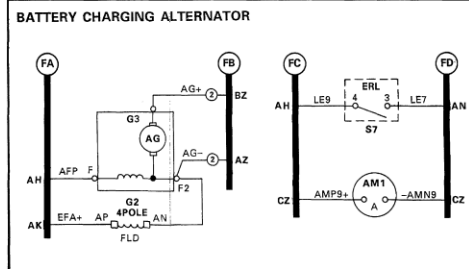 BATTERY CHARGING ALTERNATOR
FA
FB
FC
FD
AG+
2
BZ
G3
AG
AG−
2
AZ
AH
AFP
F
F2
G2
4POLE
AK
EFA+
AP
AN
FLD
ERL
AH
LE9
4
3
LE7
AN
S7
AM1
CZ
AMP9+
A
−AMN9
CZ